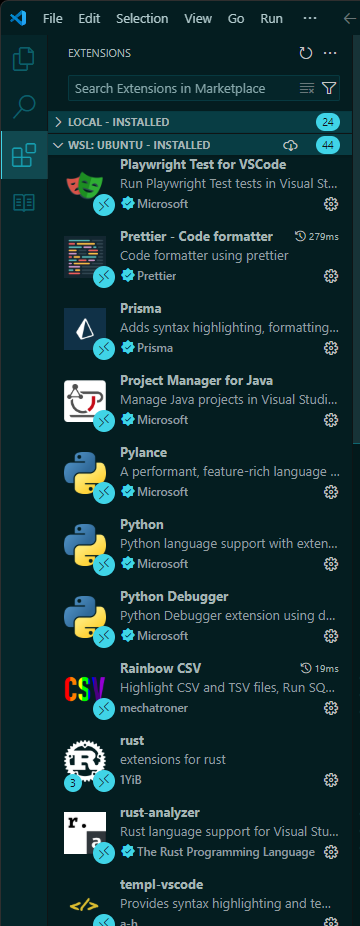 File Edit Selection View Go Run ···
EXTENSIONS
Search Extensions in Marketplace
LOCAL - INSTALLED 24
WSL: UBUNTU - INSTALLED 44
Playwright Test for VSCode
Run Playwright Test tests in Visual St...
Microsoft
Prettier - Code formatter 279ms
Code formatter using prettier
Prettier
Prisma
Adds syntax highlighting, formatting...
Prisma
Project Manager for Java
Manage Java projects in Visual Studi...
Microsoft
Pylance
A performant, feature-rich language ...
Microsoft
Python
Python language support with exten...
Microsoft
Python Debugger
Python Debugger extension using d...
Microsoft
CSV
Rainbow CSV 19ms
Highlight CSV and TSV files, Run SQ...
mechatroner
R
rust
extensions for rust
3 1YiB
r.
a
rust-analyzer
Rust language support for Visual Stu...
The Rust Programming Language
</>
templ-vscode
Provides syntax highlighting and te...
a-h